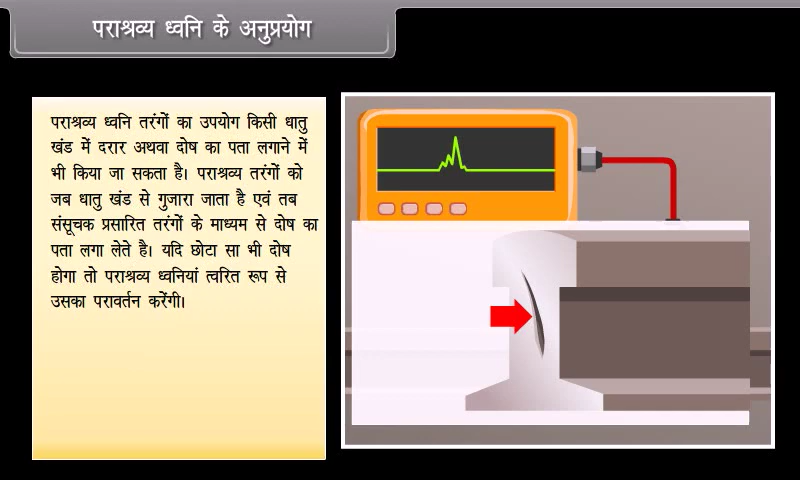 पराश्रव्य ध्वनि के अनुप्रयोग
पराश्रव्य ध्वनि तरंगों का उपयोग किसी धातु
खंड में दरार अथवा दोष का पता लगाने में
भी किया जा सकता है। पराश्रव्य तरंगों को
जब धातु खंड से गुजारा जाता है एवं तब
संसूचक प्रसारित तरंगों के माध्यम से दोष का
पता लगा लेते है। यदि छोटा सा भी दोष
होगा तो पराश्रव्य ध्वनियां त्वरित रूप से
उसका परावर्तन करेंगी।